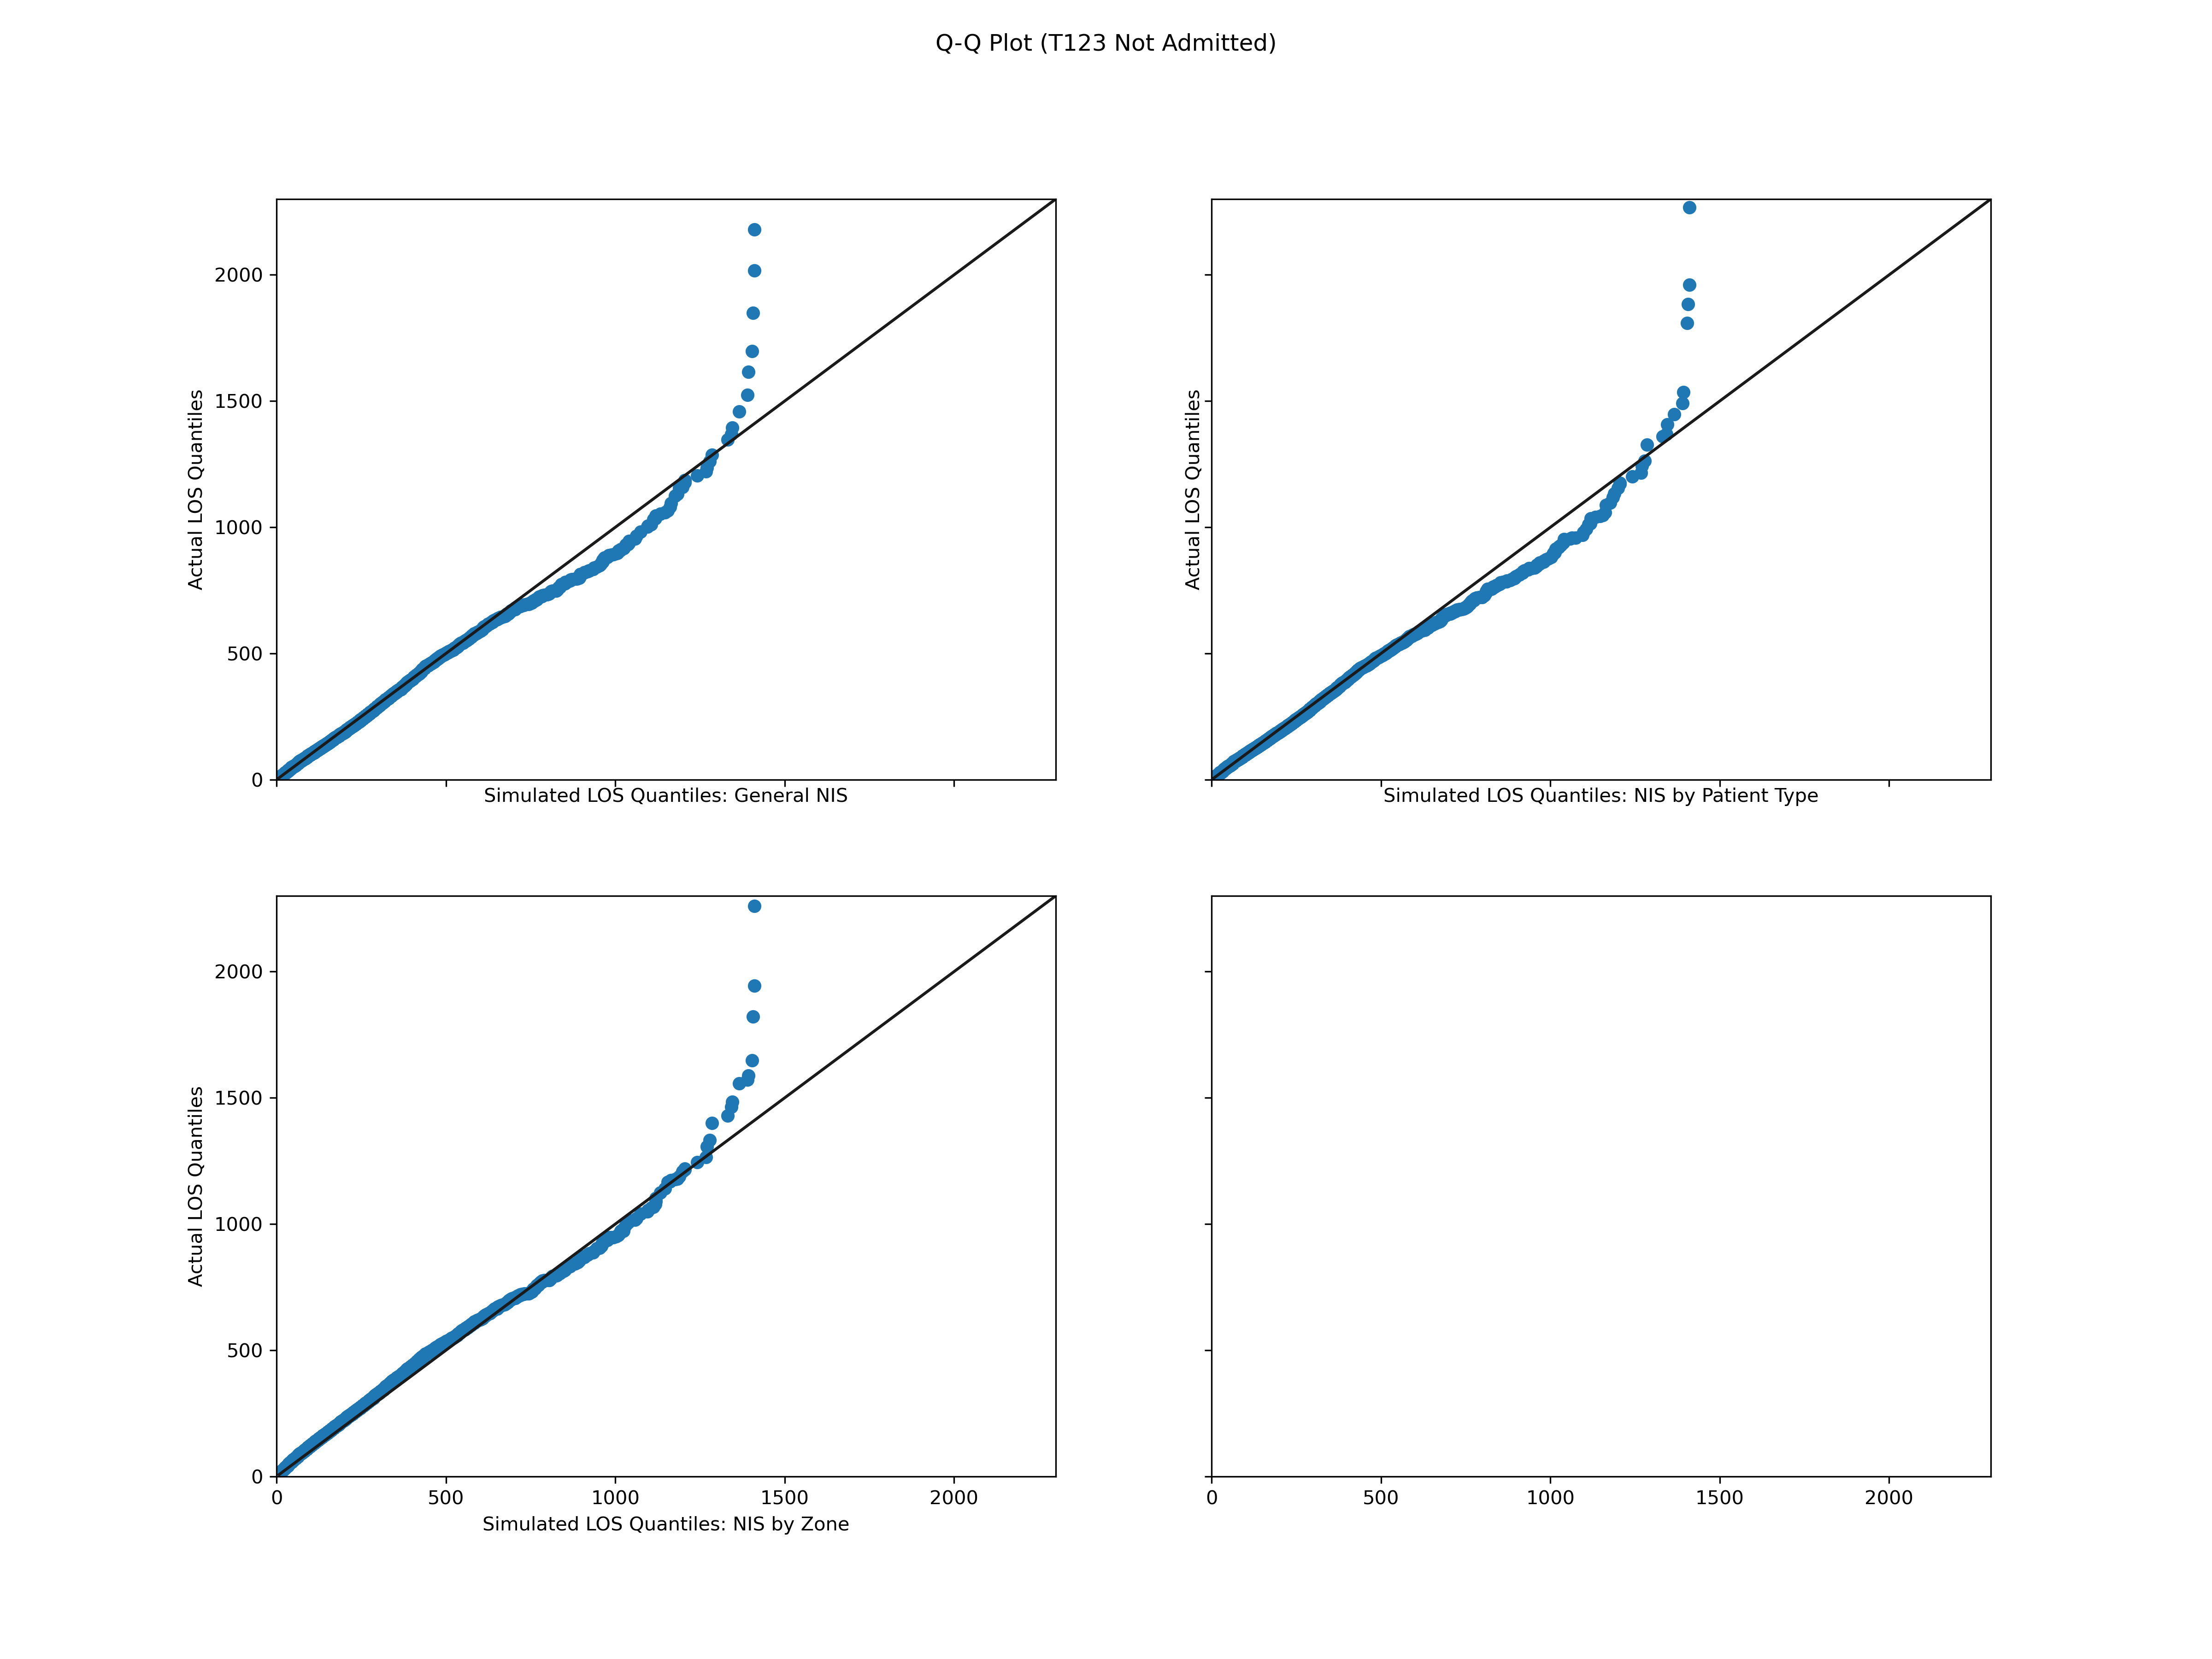 Q-Q Plot (T123 Not Admitted)
2000
1500
1000
500
0
Actual LOS Quantiles
Simulated LOS Quantiles: General NIS
Actual LOS Quantiles
Simulated LOS Quantiles: NIS by Patient Type
2000
1500
1000
500
0
Actual LOS Quantiles
0 500 1000 1500 2000
Simulated LOS Quantiles: NIS by Zone
0 500 1000 1500 2000